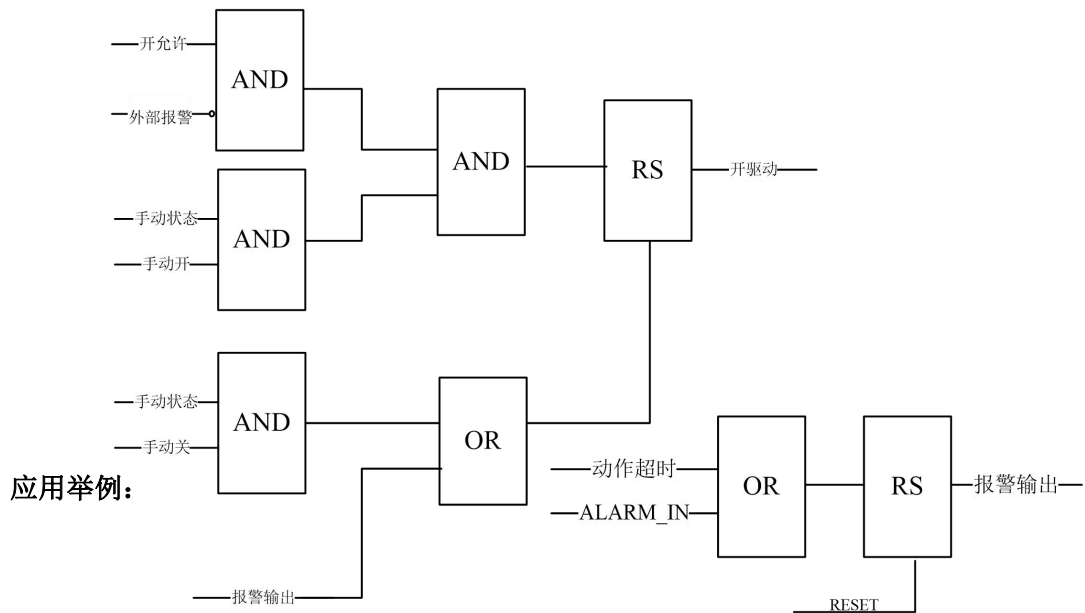 开允许
AND
外部报警
AND
RS
开驱动
手动状态
AND
手动开
手动状态
AND
手动关
OR
应用举例：
动作超时
OR
RS
报警输出
ALARM_IN
报警输出
RESET